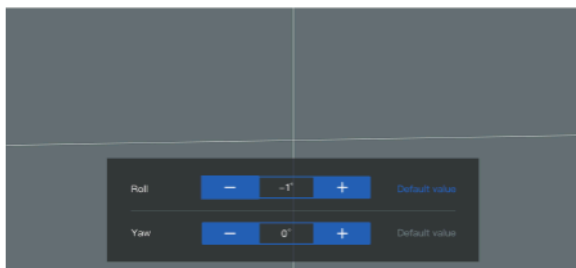 Roll − -1° + Default value
Yaw − 0° + Default value